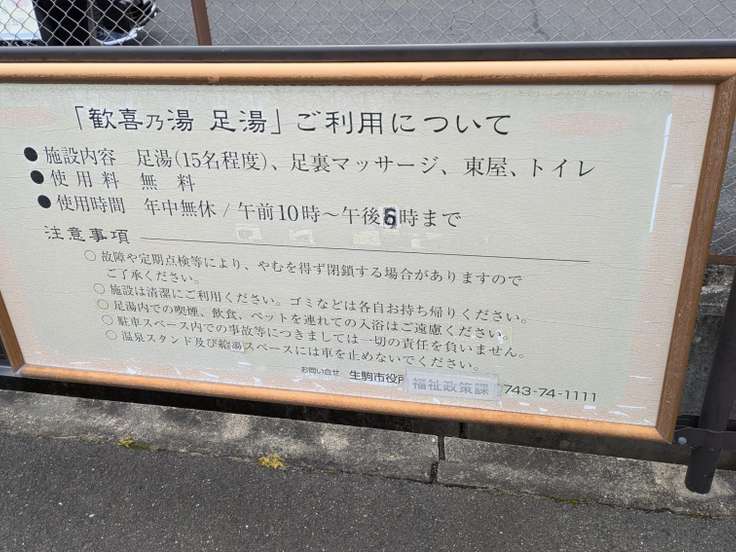 「歓喜乃湯 足湯」ご利用について
●施設内容 足湯(15名程度)、足裏マッサージ、東屋、トイレ
●使用料 無料
●使用時間 年中無休/午前10時〜午後6時まで
注意事項
○故障や定期点検等により、やむを得ず閉鎖する場合がありますので
ご了承ください。
○施設は清潔にご利用ください。ゴミなどは各自お持ち帰りください。
○足湯内での喫煙、飲食、ペットを連れての入浴はご遠慮ください。
○駐車スペース内での事故等につきましては一切の責任を負いません。
○温泉スタンド及び給湯スペースには車を止めないでください。
お問い合せ 生駒市役所 福祉政策課 743-74-1111